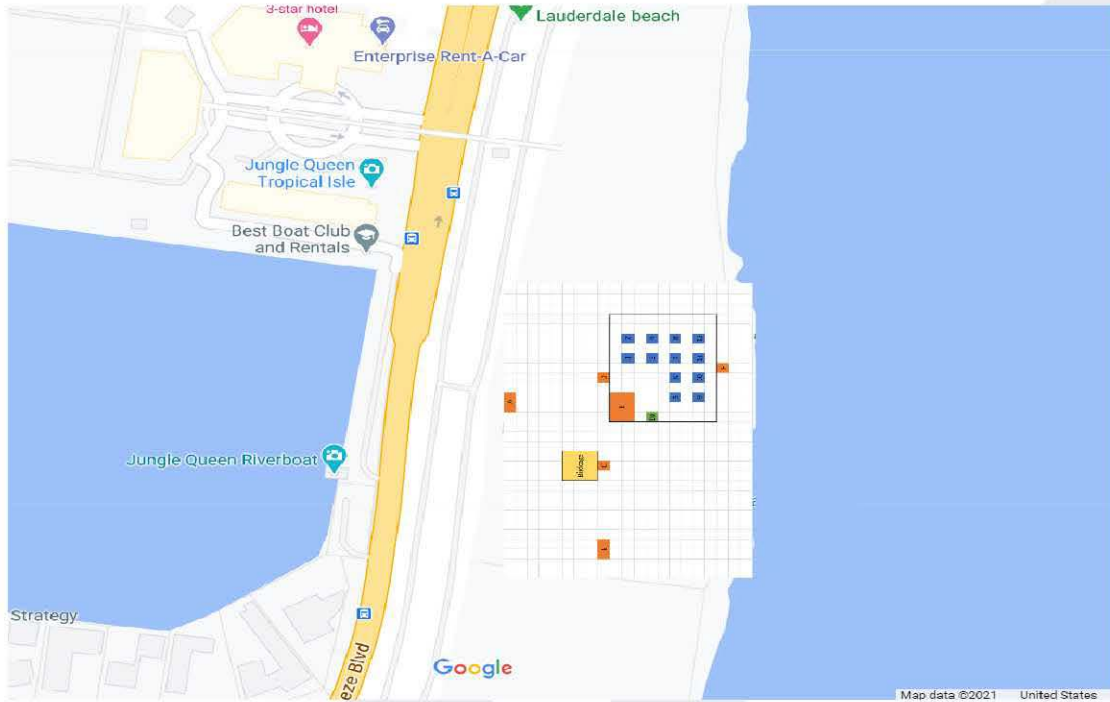 3-star hotel
Lauderdale beach
Enterprise Rent-A-Car
Jungle Queen
Tropical Isle
Best Boat Club
and Rentals
Jungle Queen Riverboat
Strategy
eze Blvd
Google
Map data ©2021 United States